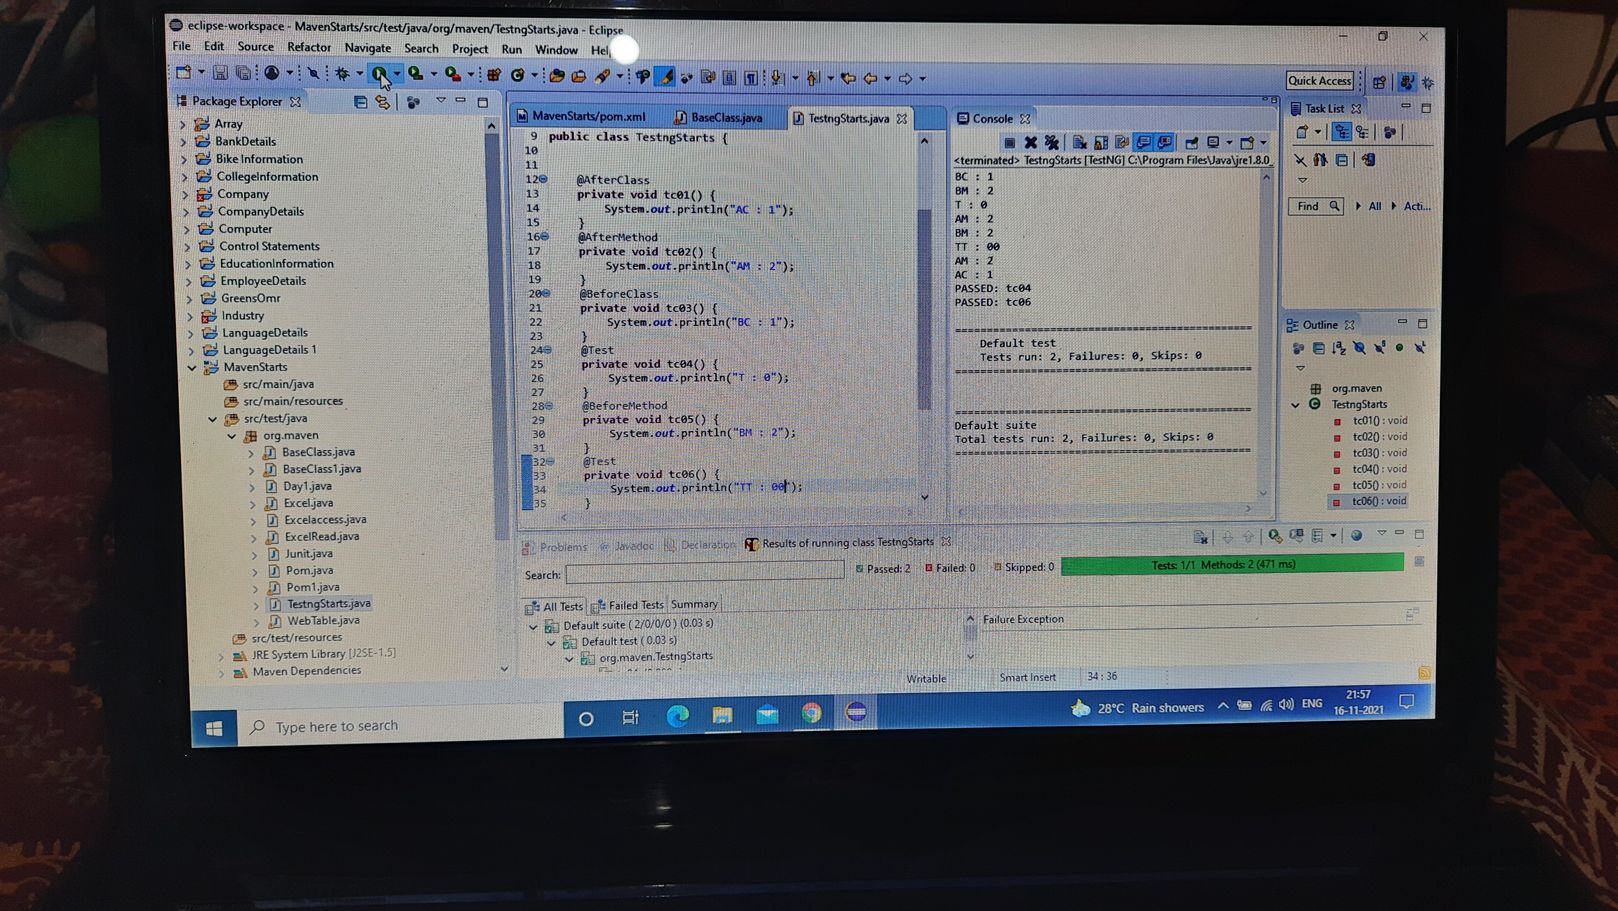 eclipse-workspace - MavenStarts/src/test/java/org/maven/TestngStarts.java - Eclipse
File Edit Source Refactor Navigate Search Project Run Window Hel
Quick Access
Package Explorer
Array
BankDetails
Bike Information
CollegeInformation
Company
CompanyDetails
Computer
Control Statements
EducationInformation
EmployeeDetails
GreensOmr
Industry
LanguageDetails
LanguageDetails 1
MavenStarts
src/main/java
src/main/resources
src/test/java
org.maven
BaseClass.java
BaseClass1.java
Day1.java
Excel.java
Excelaccess.java
ExcelRead.java
Junit.java
Pom.java
Pom1.java
TestngStarts.java
WebTable.java
src/test/resources
JRE System Library [J2SE-1.5]
Maven Dependencies
MavenStarts/pom.xml BaseClass.java TestngStarts.java
9 public class TestngStarts {
10
11
12 @AfterClass
13 private void tc01() {
14 System.out.println("AC : 1");
15 }
16 @AfterMethod
17 private void tc02() {
18 System.out.println("AM : 2");
19 }
20 @BeforeClass
21 private void tc03() {
22 System.out.println("BC : 1");
23 }
24 @Test
25 private void tc04() {
26 System.out.println("T : 0");
27 }
28 @BeforeMethod
29 private void tc05() {
30 System.out.println("BM : 2");
31 }
32 @Test
33 private void tc06() {
34 System.out.println("TT : 00");
35 }
Console
<terminated> TestngStarts [TestNG] C:\Program Files\Java\jre1.8.0_
BC : 1
BM : 2
T : 0
AM : 2
BM : 2
TT : 00
AM : 2
AC : 1
PASSED: tc04
PASSED: tc06
===============================================
Default test
Tests run: 2, Failures: 0, Skips: 0
===============================================
===============================================
Default suite
Total tests run: 2, Failures: 0, Skips: 0
===============================================
Task List
Find All Acti...
Outline
org.maven
TestngStarts
tc01() : void
tc02() : void
tc03() : void
tc04() : void
tc05() : void
tc06() : void
Problems @ Javadoc Declaration Results of running class TestngStarts
Search: Passed: 2 Failed: 0 Skipped: 0 Tests: 1/1 Methods: 2 (471 ms)
All Tests Failed Tests Summary
Default suite ( 2/0/0/0 ) (0.03 s)
Default test ( 0.03 s)
org.maven.TestngStarts
Failure Exception
Writable Smart Insert 34 : 36
Type here to search
28°C Rain showers ENG
21:57
16-11-2021